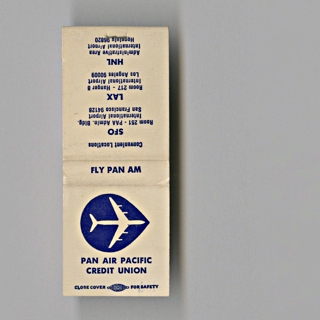 Convenient Locations
SFO
Room 251 - PAA Admin. Bldg.
International Airport
San Francisco 94128
LAX
Room 217 - Hangar 8
International Airport
Los Angeles 90009
HNL
Administrative Area
International Airport
Honolulu 96820
FLY PAN AM
PAN AIR PACIFIC
CREDIT UNION
CLOSE COVER FOR SAFETY